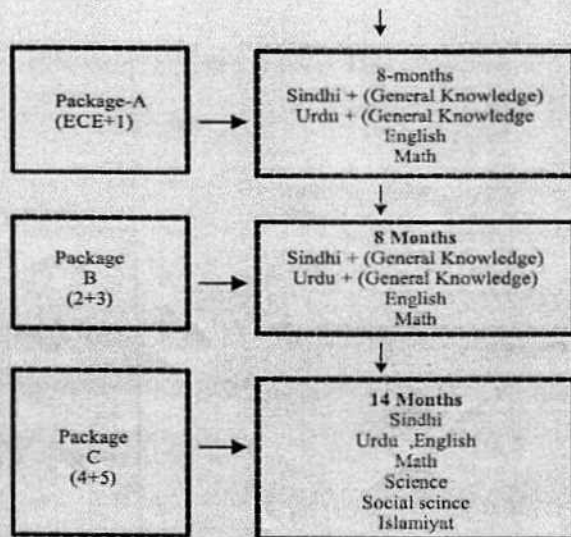 Package-A
(ECE+1)
8-months
Sindhi + (General Knowledge)
Urdu + (General Knowledge
English
Math
Package
B
(2+3)
8 Months
Sindhi + (General Knowledge)
Urdu + (General Knowledge)
English
Math
Package
C
(4+5)
14 Months
Sindhi
Urdu ,English
Math
Science
Social scince
Islamiyat